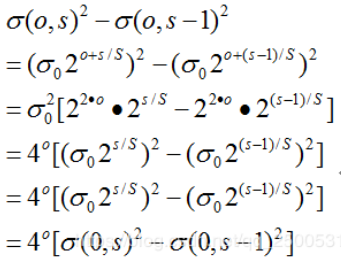 σ(o,s)² − σ(o,s−1)²
= (σ₀2^{o+s/S})² − (σ₀2^{o+(s−1)/S})²
= σ₀²[2^{2•o} • 2^{s/S} − 2^{2•o} • 2^{(s−1)/S}]
= 4^o[(σ₀2^{s/S})² − (σ₀2^{(s−1)/S})²]
= 4^o[(σ₀2^{s/S})² − (σ₀2^{(s−1)/S})²]
= 4^o[σ(0,s)² − σ(0,s−1)²]